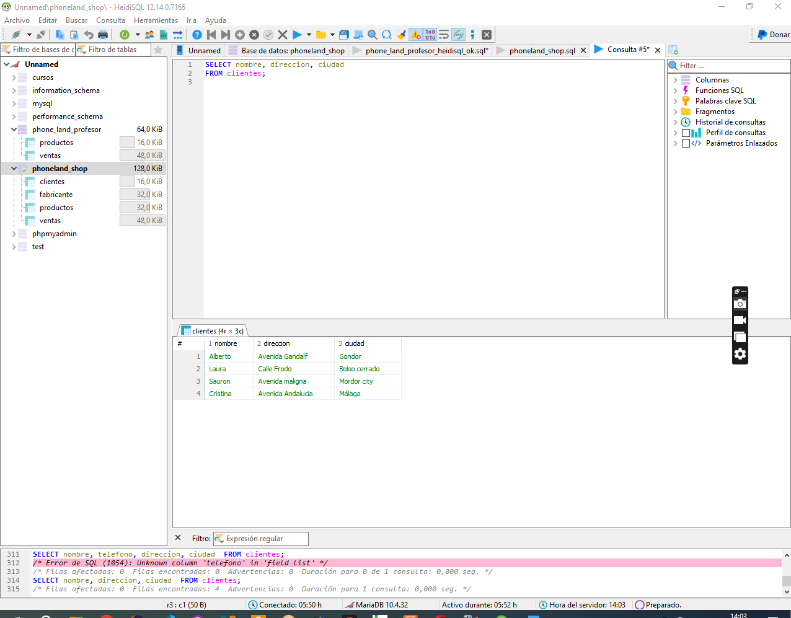 Unnamed\phoneland_shop\ - HeidiSQL 12.14.0.7165
Archivo Editar Buscar Consulta Herramientas Ir a Ayuda
Donar
Filtro de bases de Filtro de tablas
Unnamed Base de datos: phoneland_shop phone_land_profesor_heidisql_ok.sql* phoneland_shop.sql Consulta #5*
Unnamed
cursos
information_schema
mysql
performance_schema
phone_land_profesor 64,0 KiB
productos 16,0 KiB
ventas 48,0 KiB
phoneland_shop 128,0 KiB
clientes 16,0 KiB
fabricante 32,0 KiB
productos 32,0 KiB
ventas 48,0 KiB
phpmyadmin
test
1 SELECT nombre, direccion, ciudad
2 FROM clientes;
3
Filter ...
Columnas
Funciones SQL
Palabras clave SQL
Fragmentos
Historial de consultas
Perfil de consultas
Parámetros Enlazados
clientes (4r × 3c)
# 1 nombre 2 direccion 3 ciudad
1 Alberto Avenida Gandalf Gondor
2 Laura Calle Frodo Bolso cerrado
3 Sauron Avenida maligna Mordor city
4 Cristina Avenida Andalucia Málaga
Filtro: Expresión regular
311 SELECT nombre, telefono, direccion, ciudad FROM clientes;
312 /* Error de SQL (1054): Unknown column 'telefono' in 'field list' */
313 /* Filas afectadas: 0 Filas encontradas: 0 Advertencias: 0 Duración para 0 de 1 consulta: 0,000 seg. */
314 SELECT nombre, direccion, ciudad FROM clientes;
315 /* Filas afectadas: 0 Filas encontradas: 4 Advertencias: 0 Duración para 1 consulta: 0,000 seg. */
r3 : c1 (50 B) Conectado: 05:50 h MariaDB 10.4.32 Activo durante: 05:52 h Hora del servidor: 14:03 Preparado.
14:03